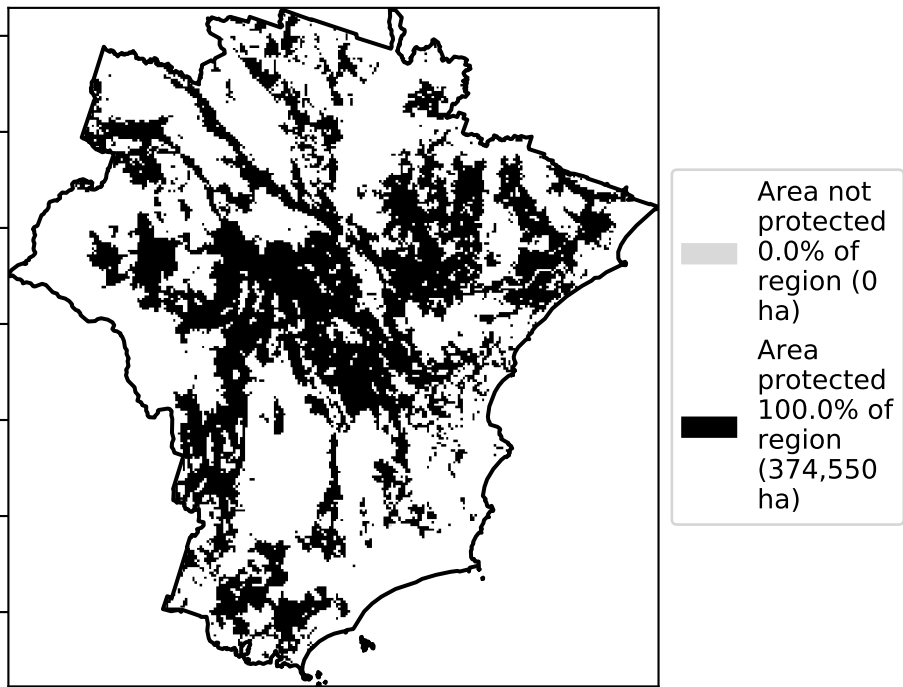 Area not
protected
0.0% of
region (0
ha)
Area
protected
100.0% of
region
(374,550
ha)